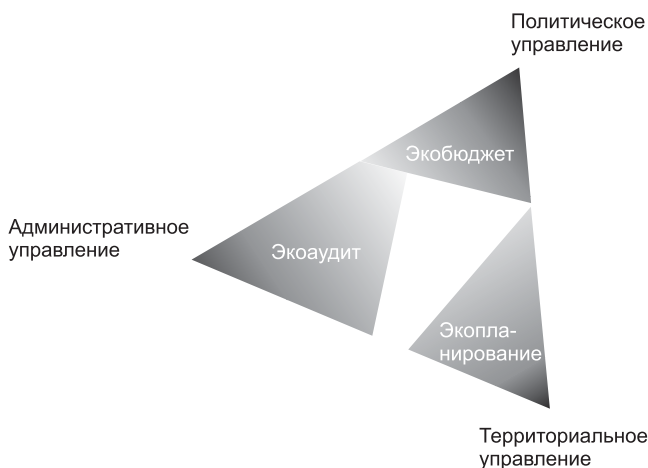 Политическое
управление
Экобюджет
Административное
управление
Экоаудит
Экопла-
нирование
Территориальное
управление